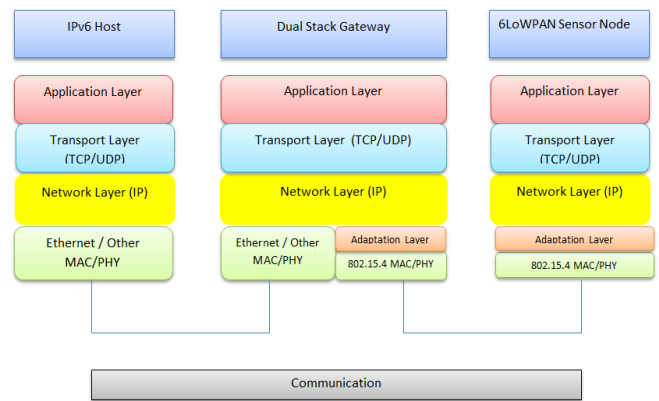 IPv6 Host
Dual Stack Gateway
6LoWPAN Sensor Node
Application Layer
Application Layer
Application Layer
Transport Layer
(TCP/UDP)
Transport Layer (TCP/UDP)
Transport Layer
(TCP/UDP)
Network Layer (IP)
Network Layer (IP)
Network Layer (IP)
Ethernet / Other
MAC/PHY
Ethernet / Other
MAC/PHY
Adaptation Layer
802.15.4 MAC/PHY
Adaptation Layer
802.15.4 MAC/PHY
Communication